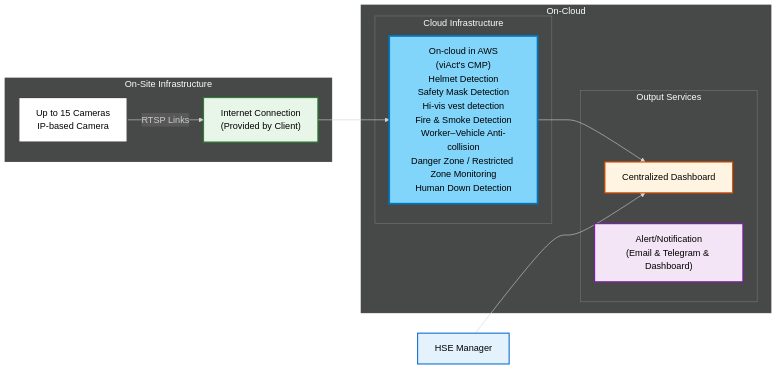 On-Cloud
Cloud Infrastructure
On-cloud in AWS
(viAct's CMP)
Helmet Detection
Safety Mask Detection
Hi-vis vest detection
Fire & Smoke Detection
Worker–Vehicle Anti-
collision
Danger Zone / Restricted
Zone Monitoring
Human Down Detection
On-Site Infrastructure
Up to 15 Cameras
IP-based Camera
RTSP Links
Internet Connection
(Provided by Client)
Output Services
Centralized Dashboard
Alert/Notification
(Email & Telegram &
Dashboard)
HSE Manager